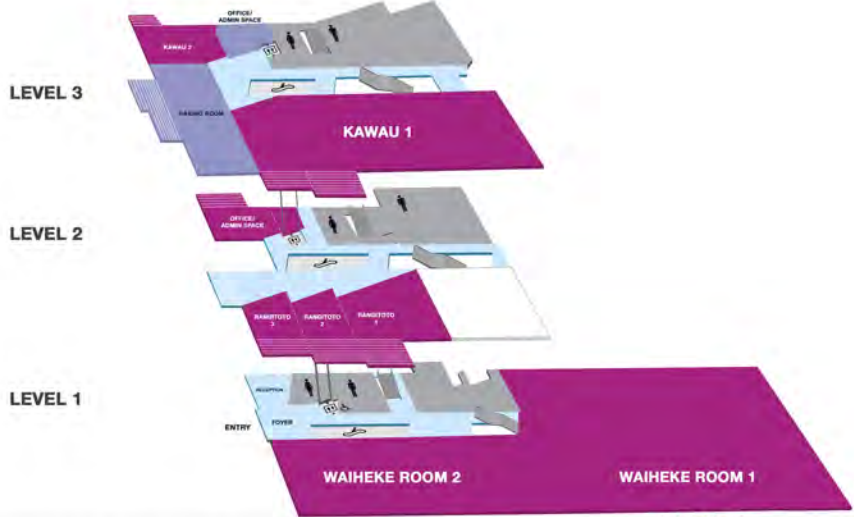 OFFICE/
ADMIN SPACE
KAWAU 2
LEVEL 3
KAWAU 1
OFFICE/
ADMIN SPACE
LEVEL 2
RANGITOTO
3
RANGITOTO
2
RANGITOTO
1
LEVEL 1
RECEPTION
ENTRY
FOYER
WAIHEKE ROOM 2
WAIHEKE ROOM 1